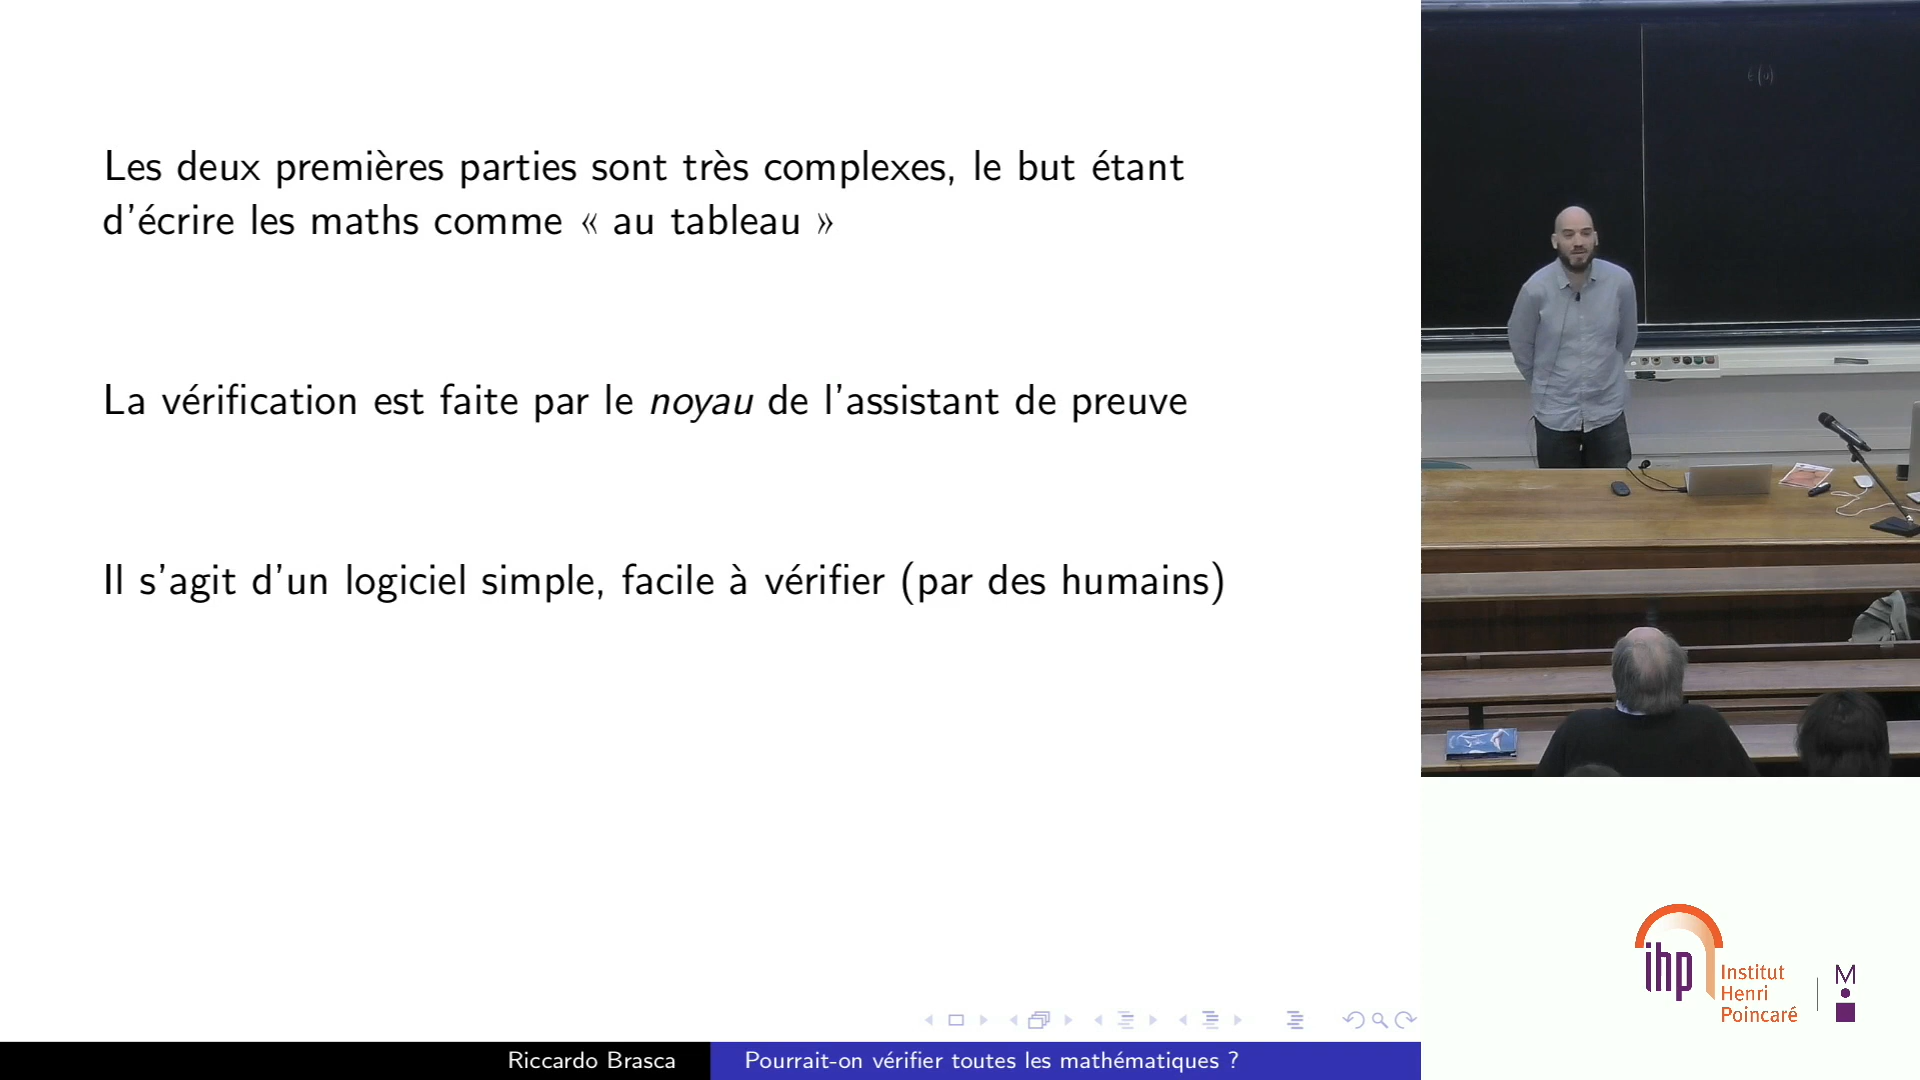 Les deux premières parties sont très complexes, le but étant
d'écrire les maths comme « au tableau »
La vérification est faite par le noyau de l'assistant de preuve
Il s'agit d'un logiciel simple, facile à vérifier (par des humains)
Riccardo Brasca
Pourrait-on vérifier toutes les mathématiques ?
ihp
Institut
Henri
Poincaré
M